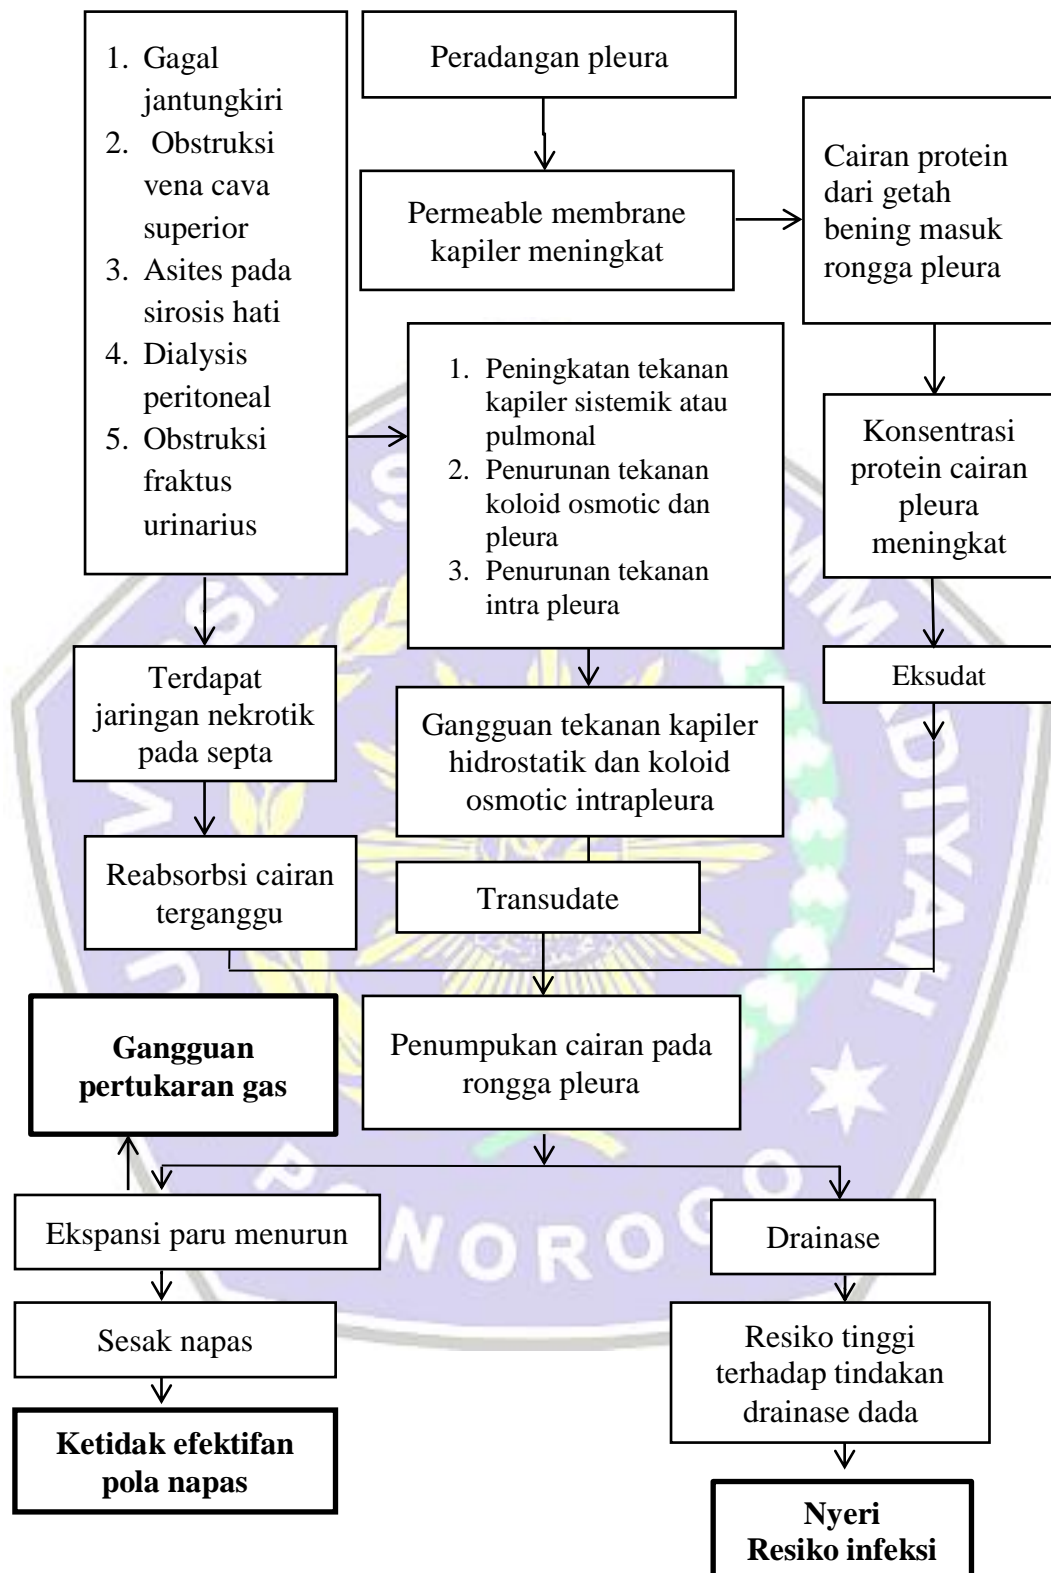 1. Gagal
jantungkiri
2. Obstruksi
vena cava
superior
3. Asites pada
sirosis hati
4. Dialysis
peritoneal
5. Obstruksi
fraktus
urinarius
Peradangan pleura
Permeable membrane
kapiler meningkat
Cairan protein
dari getah
bening masuk
rongga pleura
1. Peningkatan tekanan
kapiler sistemik atau
pulmonal
2. Penurunan tekanan
koloid osmotic dan
pleura
3. Penurunan tekanan
intra pleura
Konsentrasi
protein cairan
pleura
meningkat
Terdapat
jaringan nekrotik
pada septa
Gangguan tekanan kapiler
hidrostatik dan koloid
osmotic intrapleura
Eksudat
Reabsorbsi cairan
terganggu
Transudate
Gangguan
pertukaran gas
Penumpukan cairan pada
rongga pleura
Ekspansi paru menurun
Drainase
Sesak napas
Resiko tinggi
terhadap tindakan
drainase dada
Ketidak efektifan
pola napas
Nyeri
Resiko infeksi
PONOROGO